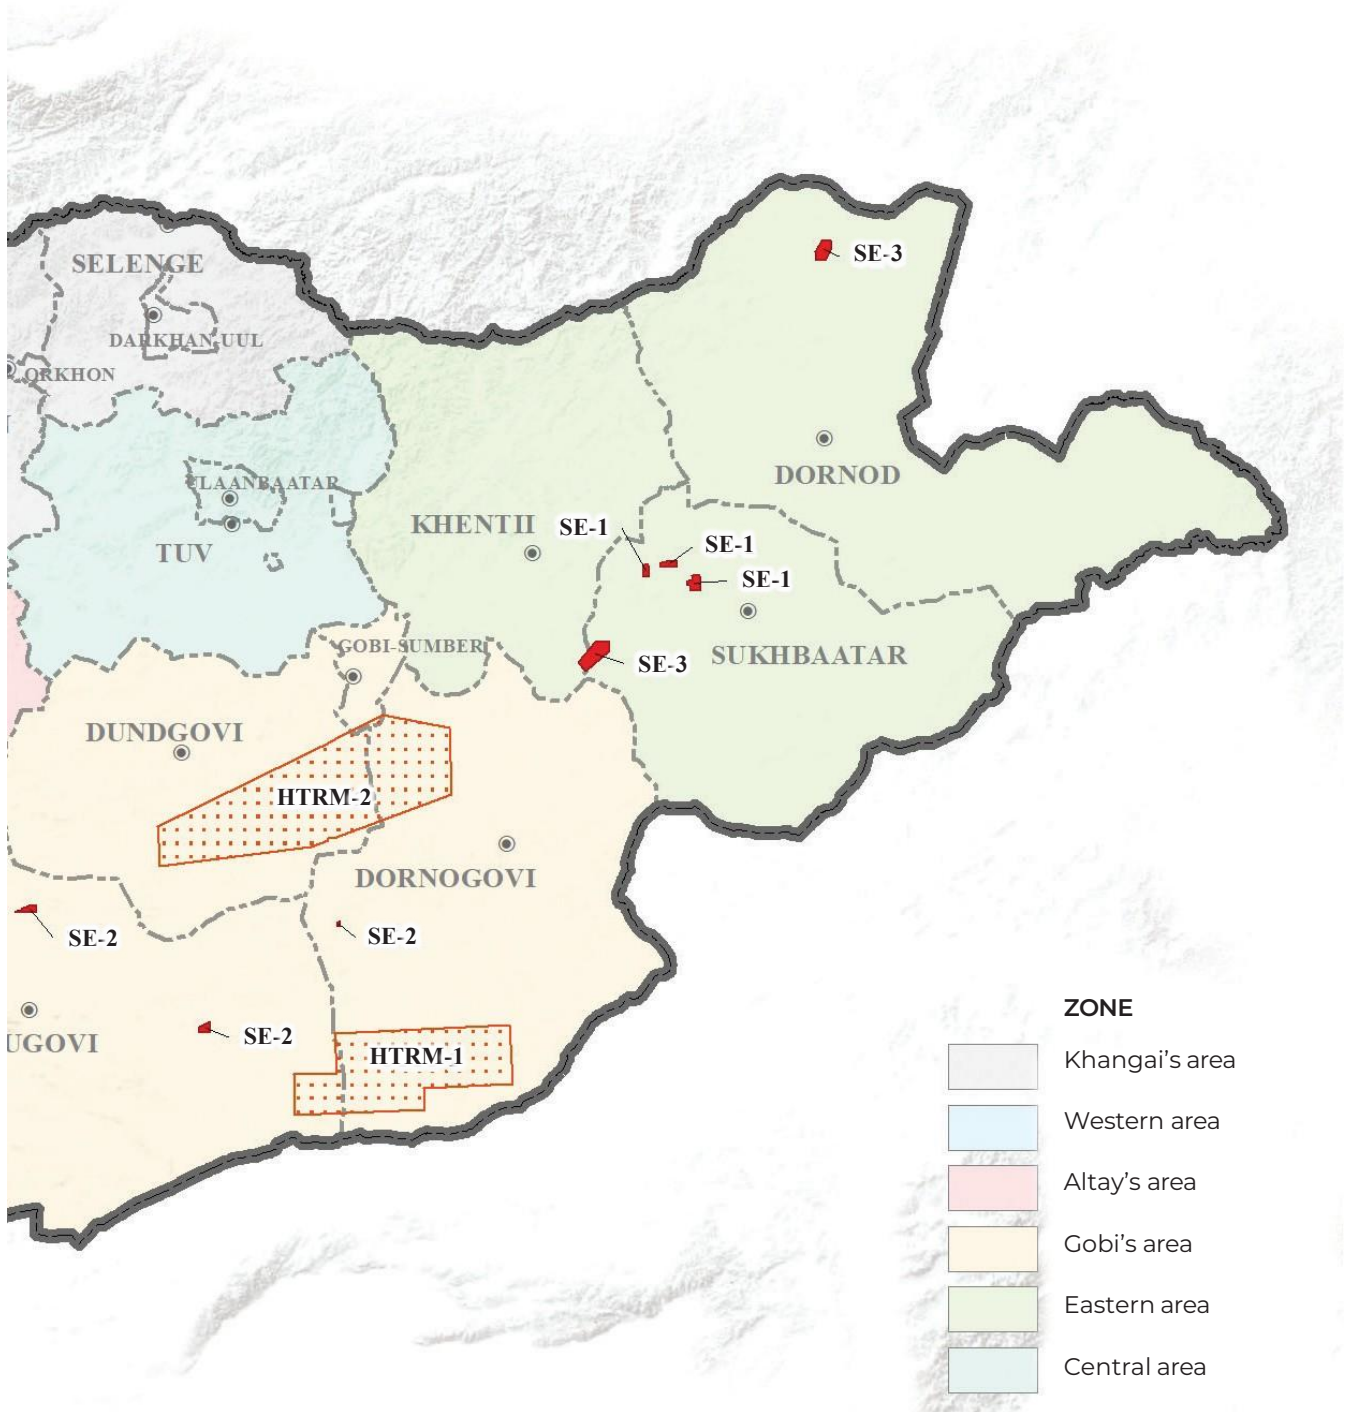 SE-3
SELENGE
DARKHAN-UUL
ORKHON
DORNOD
ULAANBAATAR
KHENTII
SE-1
SE-1
TUV
SE-1
GOBI-SUMBER
SUKHBAATAR
SE-3
DUNDGOVI
HTRM-2
DORNOGOVI
SE-2
SE-2
ZONE
SE-2
UGOVI
HTRM-1
Khangai’s area
Western area
Altay’s area
Gobi’s area
Eastern area
Central area